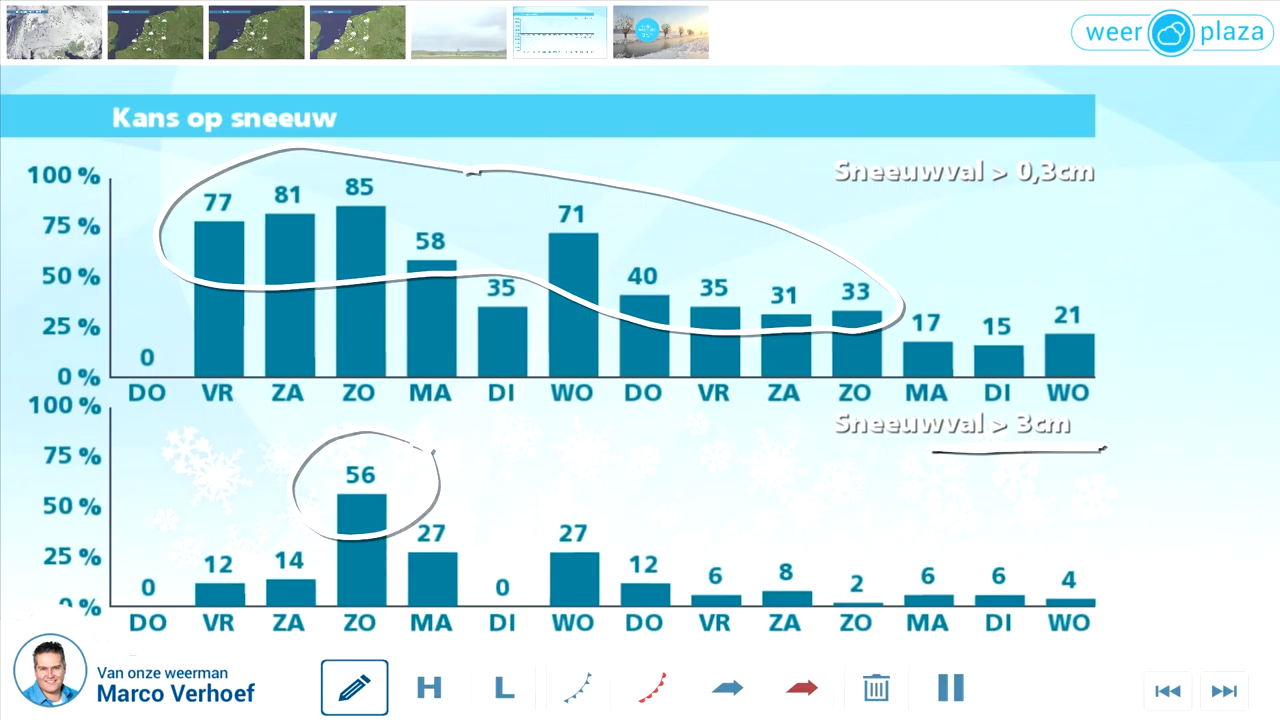 weer plaza
Kans op sneeuw
Sneeuwval > 0,3cm
100 %
75 %
50 %
25 %
0 %
0 77 81 85 58 35 71 40 35 31 33 17 15 21
DO VR ZA ZO MA DI WO DO VR ZA ZO MA DI WO
Sneeuwval > 3cm
100 %
75 %
50 %
25 %
0 %
0 12 14 56 27 0 27 12 6 8 2 6 6 4
DO VR ZA ZO MA DI WO DO VR ZA ZO MA DI WO
Van onze weerman
Marco Verhoef
H L